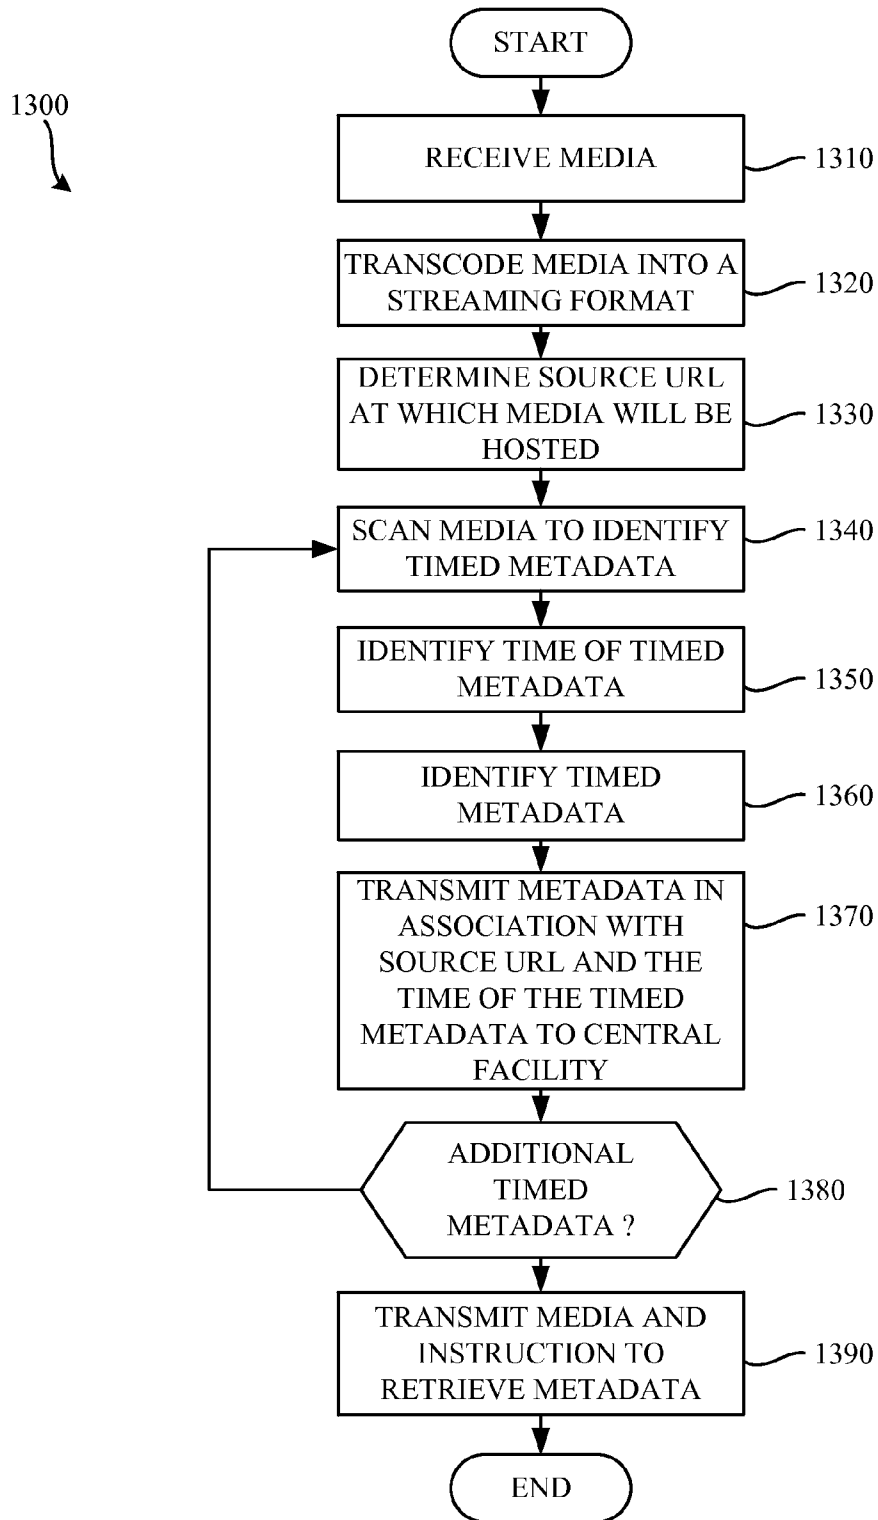 START
1300
RECEIVE MEDIA
1310
TRANSCODE MEDIA INTO A
STREAMING FORMAT
1320
DETERMINE SOURCE URL
AT WHICH MEDIA WILL BE
HOSTED
1330
SCAN MEDIA TO IDENTIFY
TIMED METADATA
1340
IDENTIFY TIME OF TIMED
METADATA
1350
IDENTIFY TIMED
METADATA
1360
TRANSMIT METADATA IN
ASSOCIATION WITH
SOURCE URL AND THE
TIME OF THE TIMED
METADATA TO CENTRAL
FACILITY
1370
ADDITIONAL
TIMED
METADATA ?
1380
TRANSMIT MEDIA AND
INSTRUCTION TO
RETRIEVE METADATA
1390
END